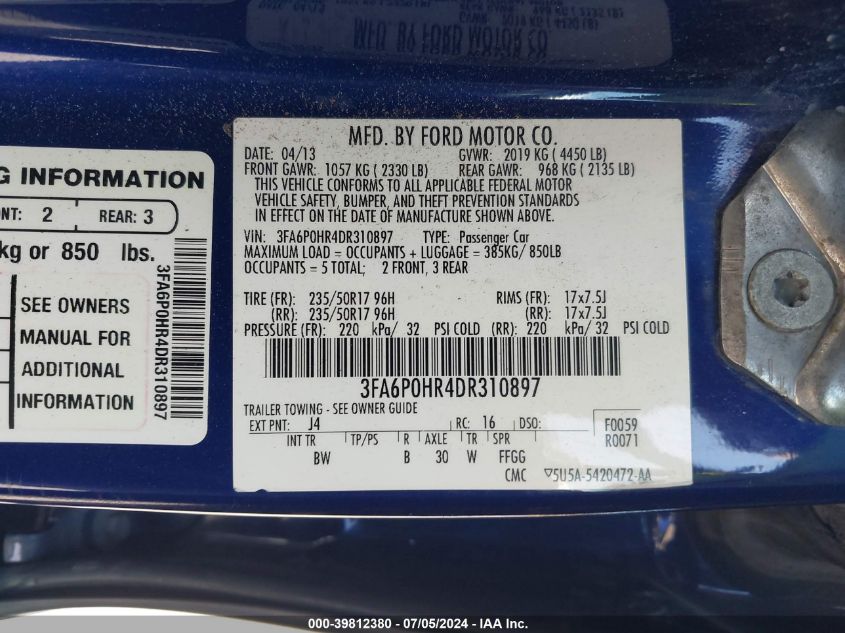 MFD. BY FORD MOTOR CO.
DATE: 04/13 GVWR: 2019 KG ( 4450 LB)
FRONT GAWR: 1057 KG ( 2330 LB) REAR GAWR: 968 KG ( 2135 LB)
THIS VEHICLE CONFORMS TO ALL APPLICABLE FEDERAL MOTOR
VEHICLE SAFETY, BUMPER, AND THEFT PREVENTION STANDARDS
IN EFFECT ON THE DATE OF MANUFACTURE SHOWN ABOVE.
VIN: 3FA6P0HR4DR310897 TYPE: Passenger Car
MAXIMUM LOAD = OCCUPANTS + LUGGAGE = 385KG/ 850LB
OCCUPANTS = 5 TOTAL; 2 FRONT, 3 REAR
TIRE (FR): 235/50R17 96H RIMS (FR): 17x7.5J
(RR): 235/50R17 96H (RR): 17x7.5J
PRESSURE (FR): 220 kPa/ 32 PSI COLD (RR): 220 kPa/ 32 PSI COLD
3FA6P0HR4DR310897
TRAILER TOWING - SEE OWNER GUIDE
EXT PNT: J4 RC: 16 DSO: F0059
R0071
INT TR TP/PS R AXLE TR SPR
BW B 30 W FFGG
CMC 5U5A-5420472-AA
G INFORMATION
NT: 2 REAR: 3
kg or 850 lbs.
SEE OWNERS
MANUAL FOR
ADDITIONAL
INFORMATION
3FA6P0HR4DR310897
MFD. BY FORD MOTOR CO.
000-39812380 - 07/05/2024 - IAA Inc.